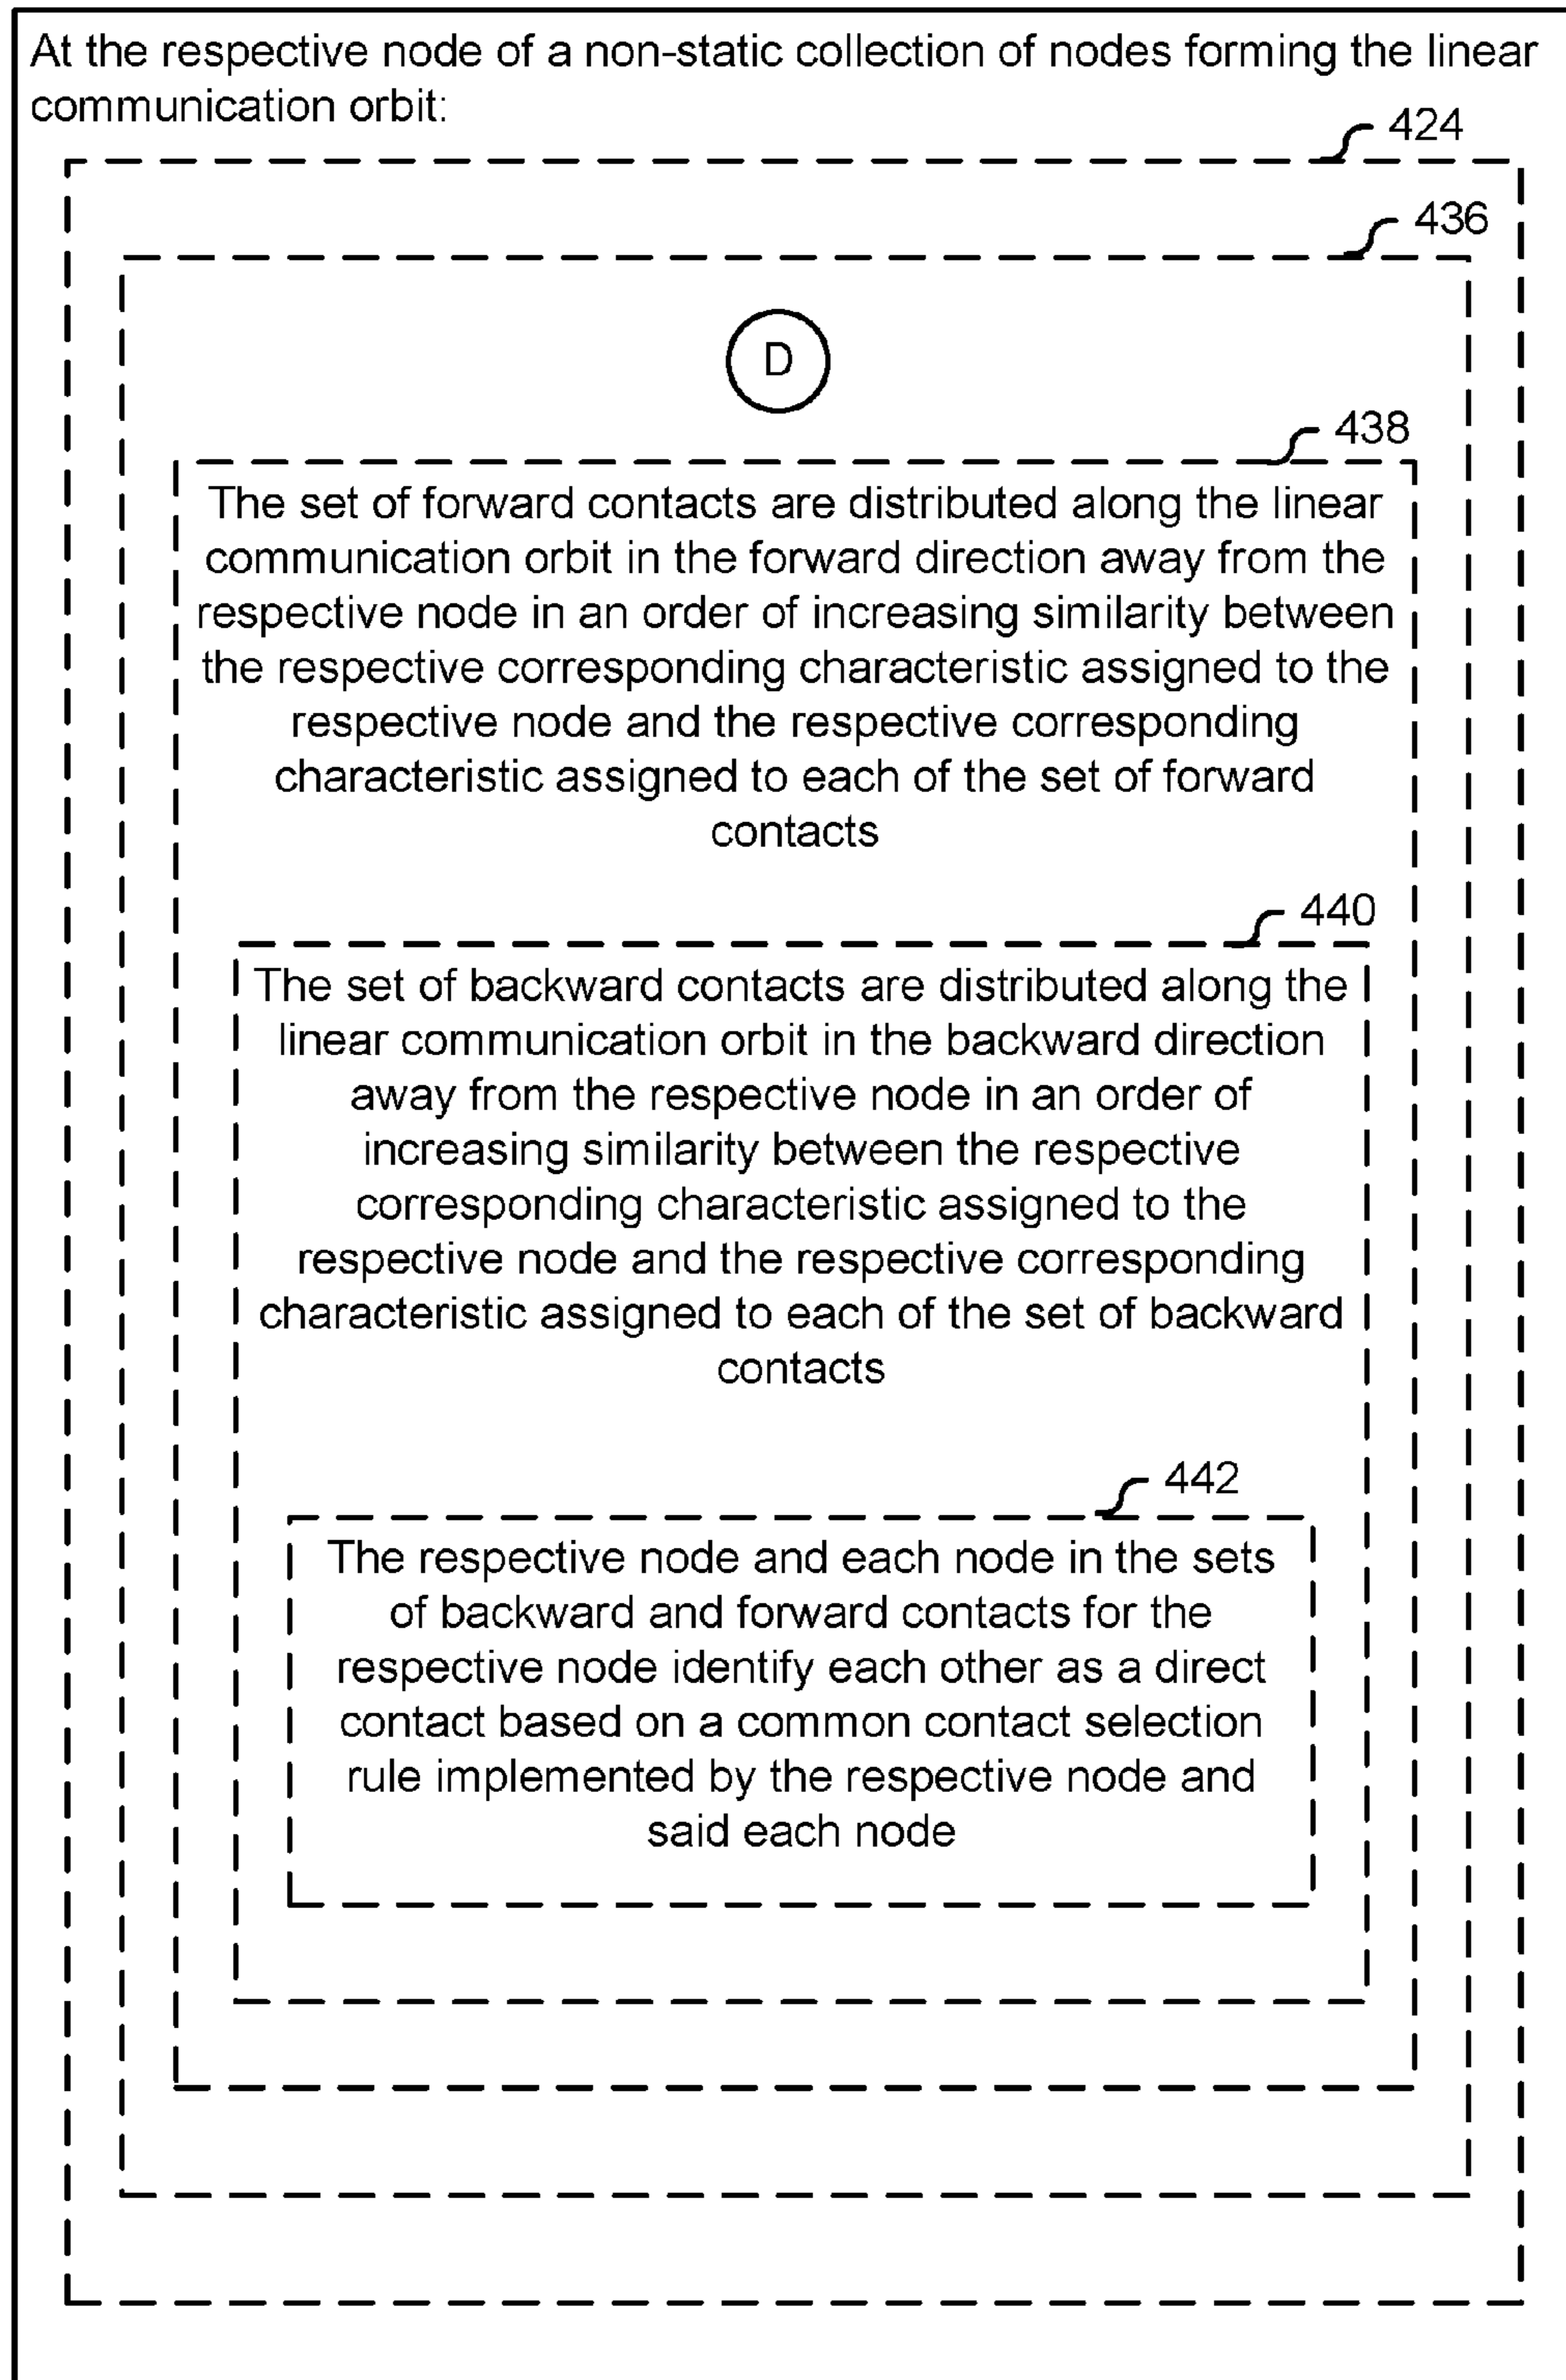 At the respective node of a non-static collection of nodes forming the linear
communication orbit:
424
436
D
438
The set of forward contacts are distributed along the linear
communication orbit in the forward direction away from the
respective node in an order of increasing similarity between
the respective corresponding characteristic assigned to the
respective node and the respective corresponding
characteristic assigned to each of the set of forward
contacts
440
The set of backward contacts are distributed along the
linear communication orbit in the backward direction
away from the respective node in an order of
increasing similarity between the respective
corresponding characteristic assigned to the
respective node and the respective corresponding
characteristic assigned to each of the set of backward
contacts
442
The respective node and each node in the sets
of backward and forward contacts for the
respective node identify each other as a direct
contact based on a common contact selection
rule implemented by the respective node and
said each node